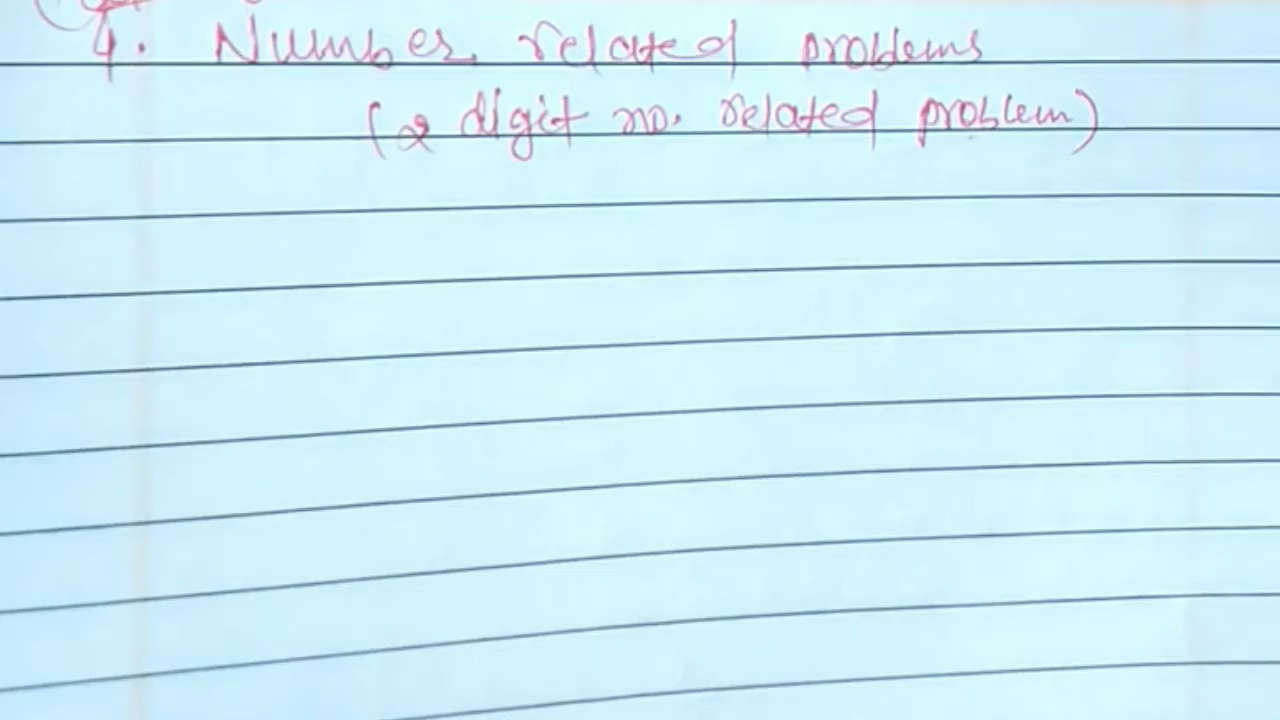 4. Number related problems
(2 digit no. related problem)